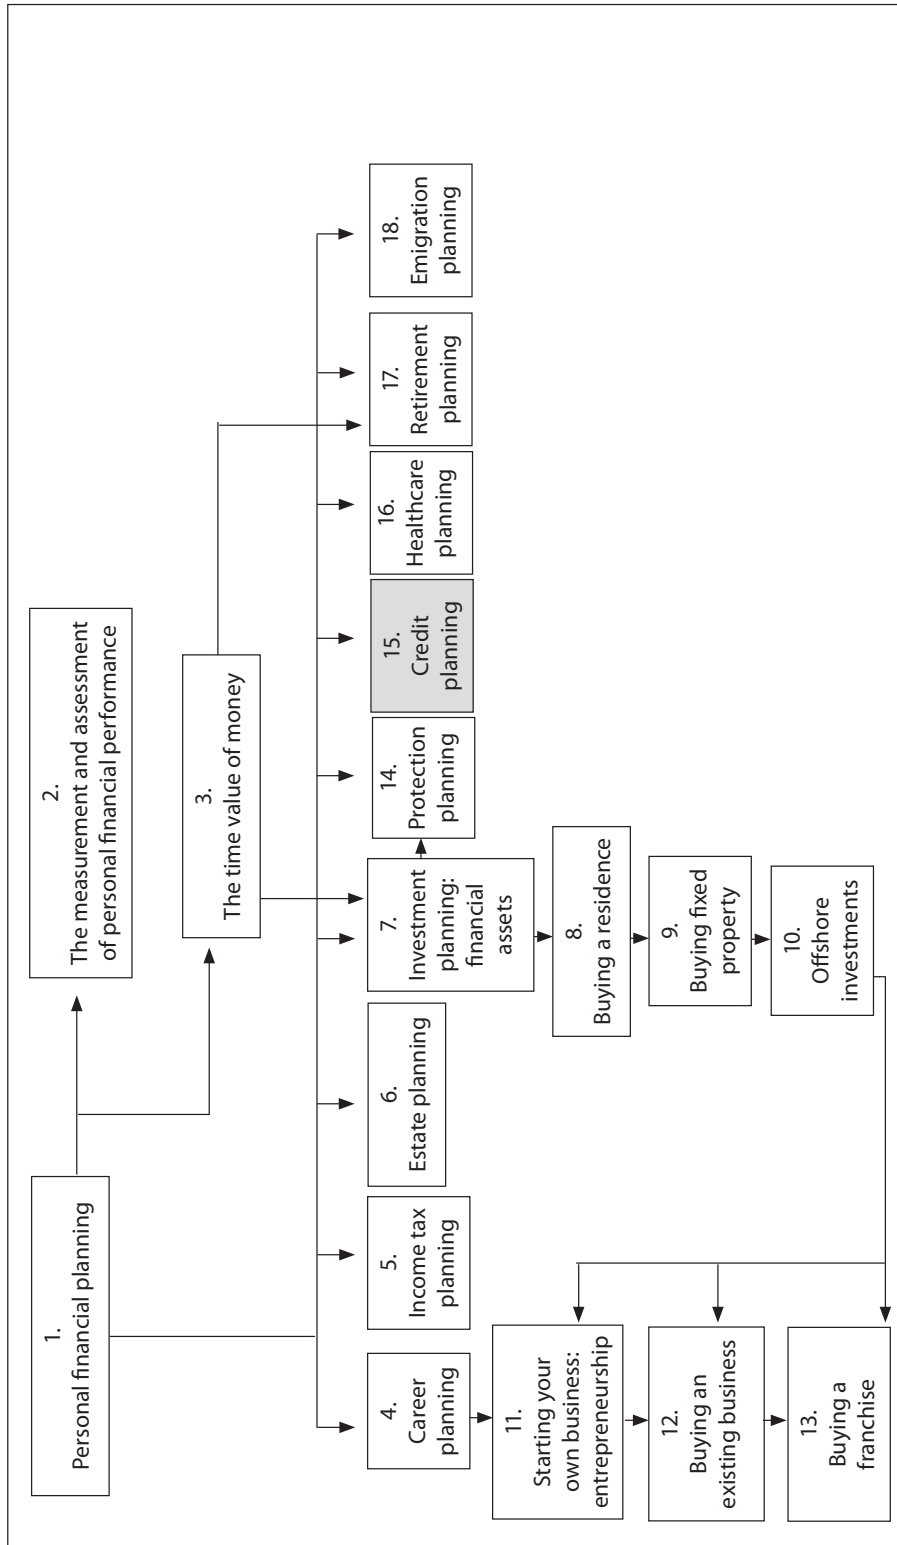 1.
Personal financial planning
2.
The measurement and assessment
of personal financial performance
3.
The time value of money
4.
Career
planning
5.
Income tax
planning
6.
Estate planning
7.
Investment
planning:
financial
assets
14.
Protection
planning
15.
Credit
planning
16.
Healthcare
planning
17.
Retirement
planning
18.
Emigration
planning
8.
Buying a residence
9.
Buying fixed
property
10.
Offshore
investments
11.
Starting your
own business:
entrepreneurship
12.
Buying an
existing business
13.
Buying a
franchise